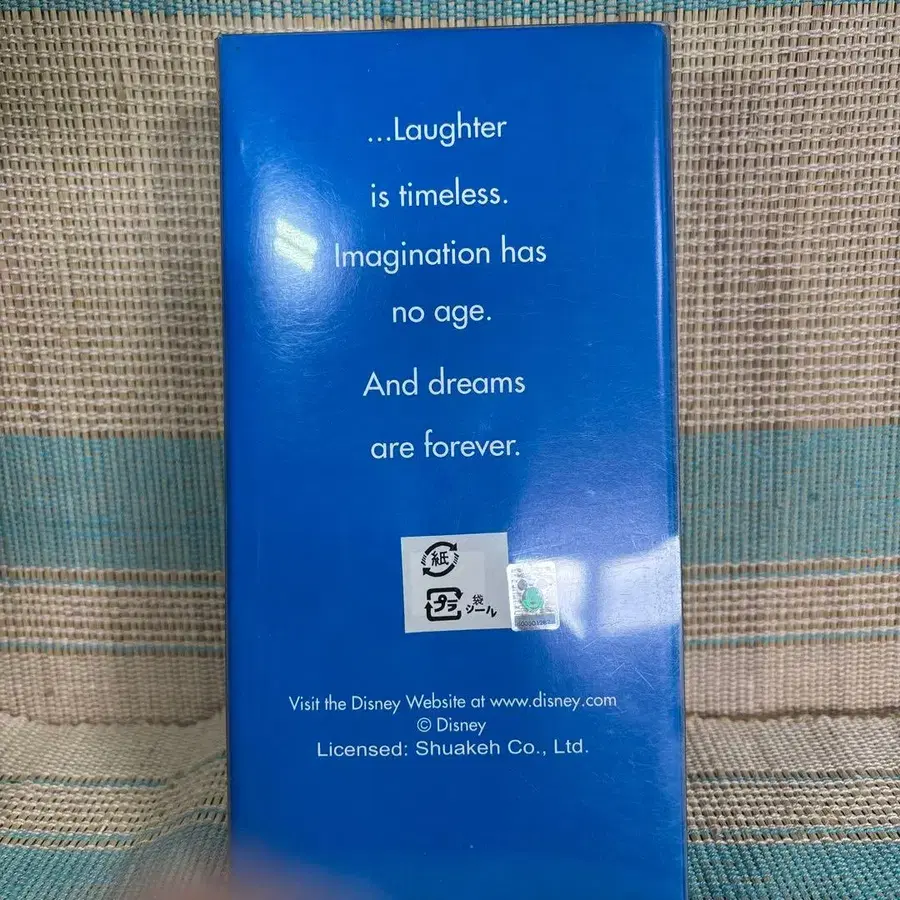 ...Laughter
is timeless.
Imagination has
no age.
And dreams
are forever.
紙
プラ
袋
シール
Visit the Disney Website at www.disney.com
© Disney
Licensed: Shuakeh Co., Ltd.